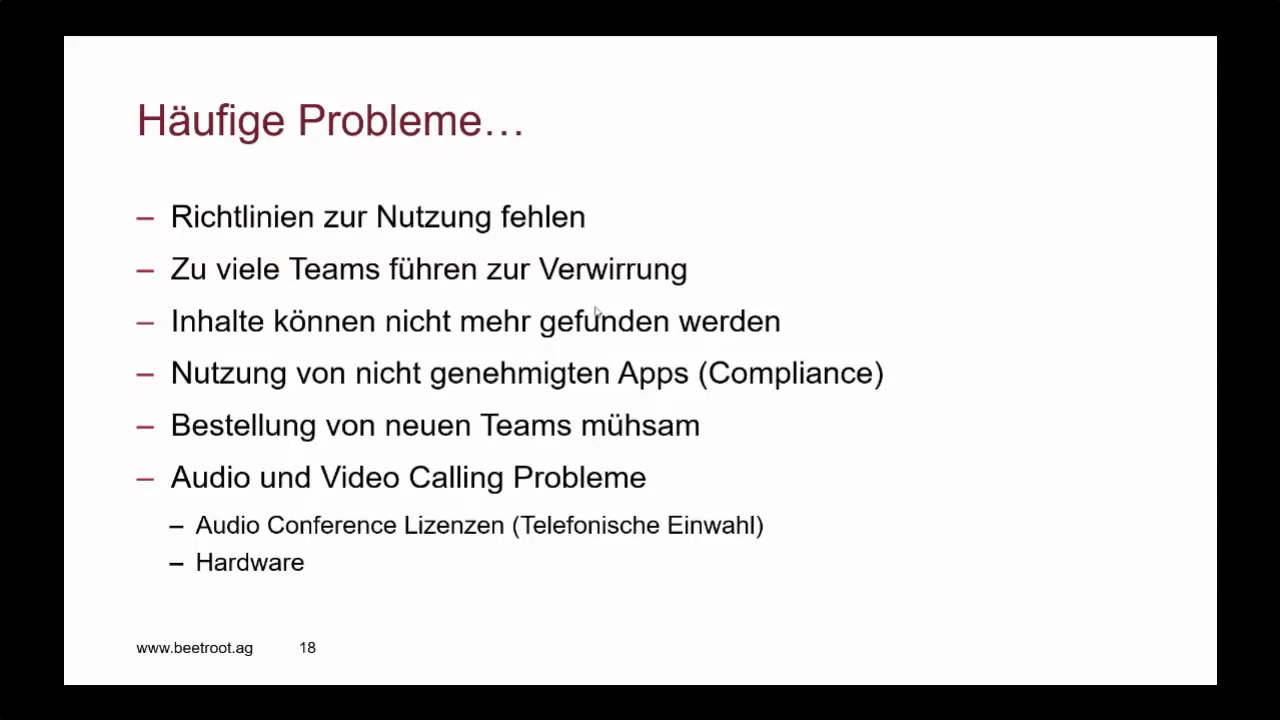 Häufige Probleme…
– Richtlinien zur Nutzung fehlen
– Zu viele Teams führen zur Verwirrung
– Inhalte können nicht mehr gefunden werden
– Nutzung von nicht genehmigten Apps (Compliance)
– Bestellung von neuen Teams mühsam
– Audio und Video Calling Probleme
– Audio Conference Lizenzen (Telefonische Einwahl)
– Hardware
www.beetroot.ag 18